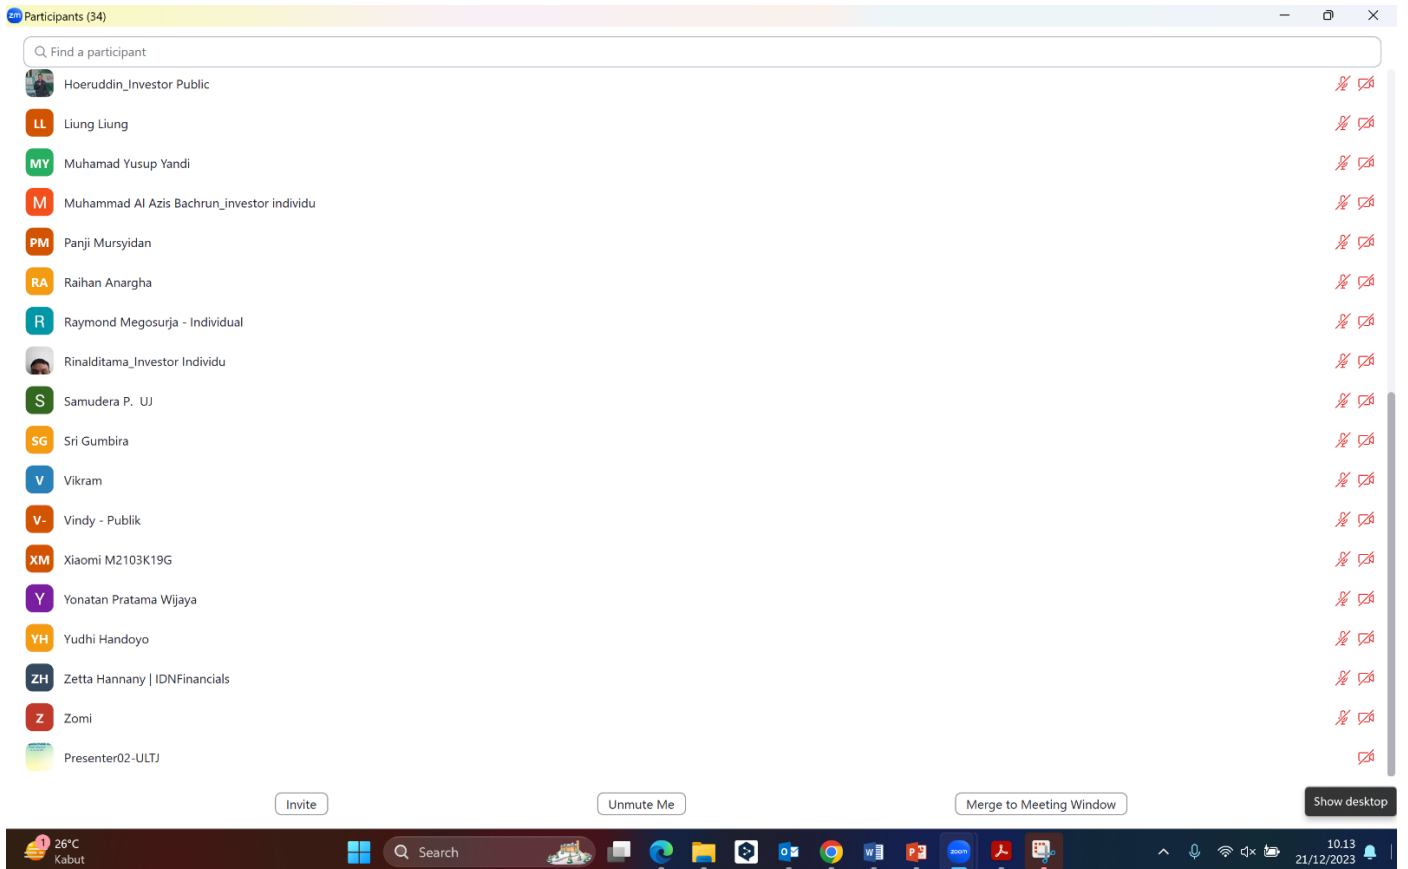 zm Participants (34)
Find a participant
Hoeruddin_Investor Public
LL Liung Liung
MY Muhamad Yusup Yandi
M Muhammad Al Azis Bachrun_investor individu
PM Panji Mursyidan
RA Raihan Anargha
R Raymond Megosurja - Individual
Rinalditama_Investor Individu
S Samudera P. UJ
SG Sri Gumbira
V Vikram
V- Vindy - Publik
XM Xiaomi M2103K19G
Y Yonatan Pratama Wijaya
YH Yudhi Handoyo
ZH Zetta Hannany | IDNFinancials
Z Zomi
Presenter02-ULTJ
Invite Unmute Me Merge to Meeting Window Show desktop
1 26°C
Kabut
Search
zoom
10.13
21/12/2023